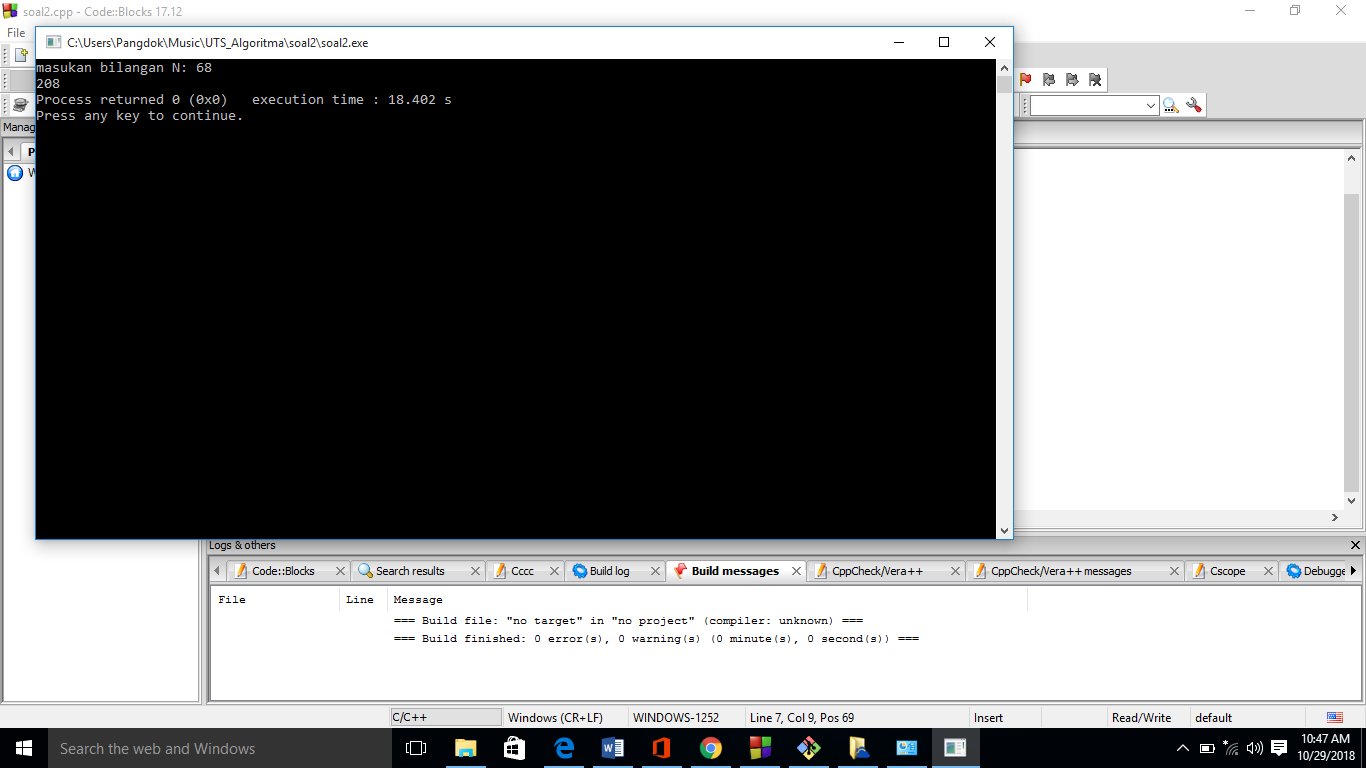 soal2.cpp - Code::Blocks 17.12
File
C:\Users\Pangdok\Music\UTS_Algoritma\soal2\soal2.exe
masukan bilangan N: 68
208
Process returned 0 (0x0)   execution time : 18.402 s
Press any key to continue.
Manag
P
W
Logs & others
Code::Blocks
Search results
Cccc
Build log
Build messages
CppCheck/Vera++
CppCheck/Vera++ messages
Cscope
Debugge
File Line Message
=== Build file: "no target" in "no project" (compiler: unknown) ===
=== Build finished: 0 error(s), 0 warning(s) (0 minute(s), 0 second(s)) ===
C/C++ Windows (CR+LF) WINDOWS-1252 Line 7, Col 9, Pos 69 Insert Read/Write default
Search the web and Windows
10:47 AM
10/29/2018